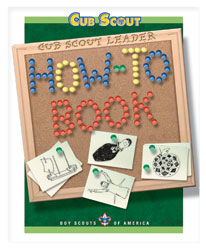 CUB SCOUT
CUB SCOUT LEADER
HOW-TO
BOOK
BOY SCOUTS OF AMERICA